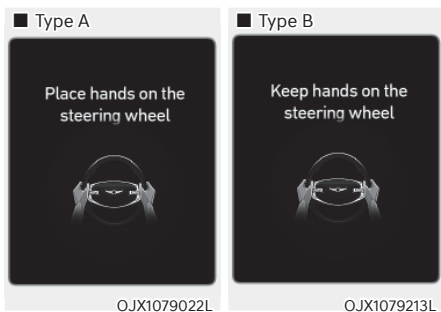 ■ Type A
Place hands on the
steering wheel
OJX1079022L
■ Type B
Keep hands on the
steering wheel
OJX1079213L